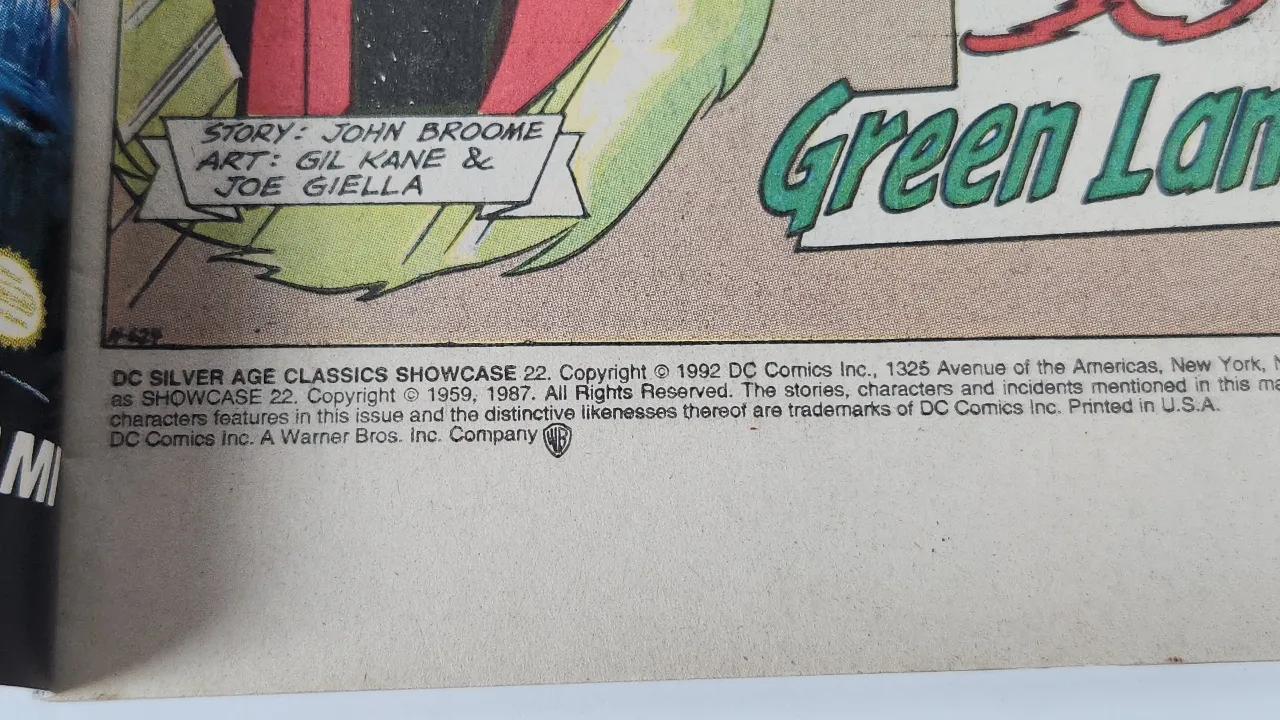 STORY: JOHN BROOME
ART: GIL KANE &
JOE GIELLA
Green Lan
DC SILVER AGE CLASSICS SHOWCASE 22. Copyright © 1992 DC Comics Inc., 1325 Avenue of the Americas, New York, N
as SHOWCASE 22. Copyright © 1959, 1987. All Rights Reserved. The stories, characters and incidents mentioned in this ma
characters features in this issue and the distinctive likenesses thereof are trademarks of DC Comics Inc. Printed in U.S.A.
DC Comics Inc. A Warner Bros. Inc. Company WB
MI